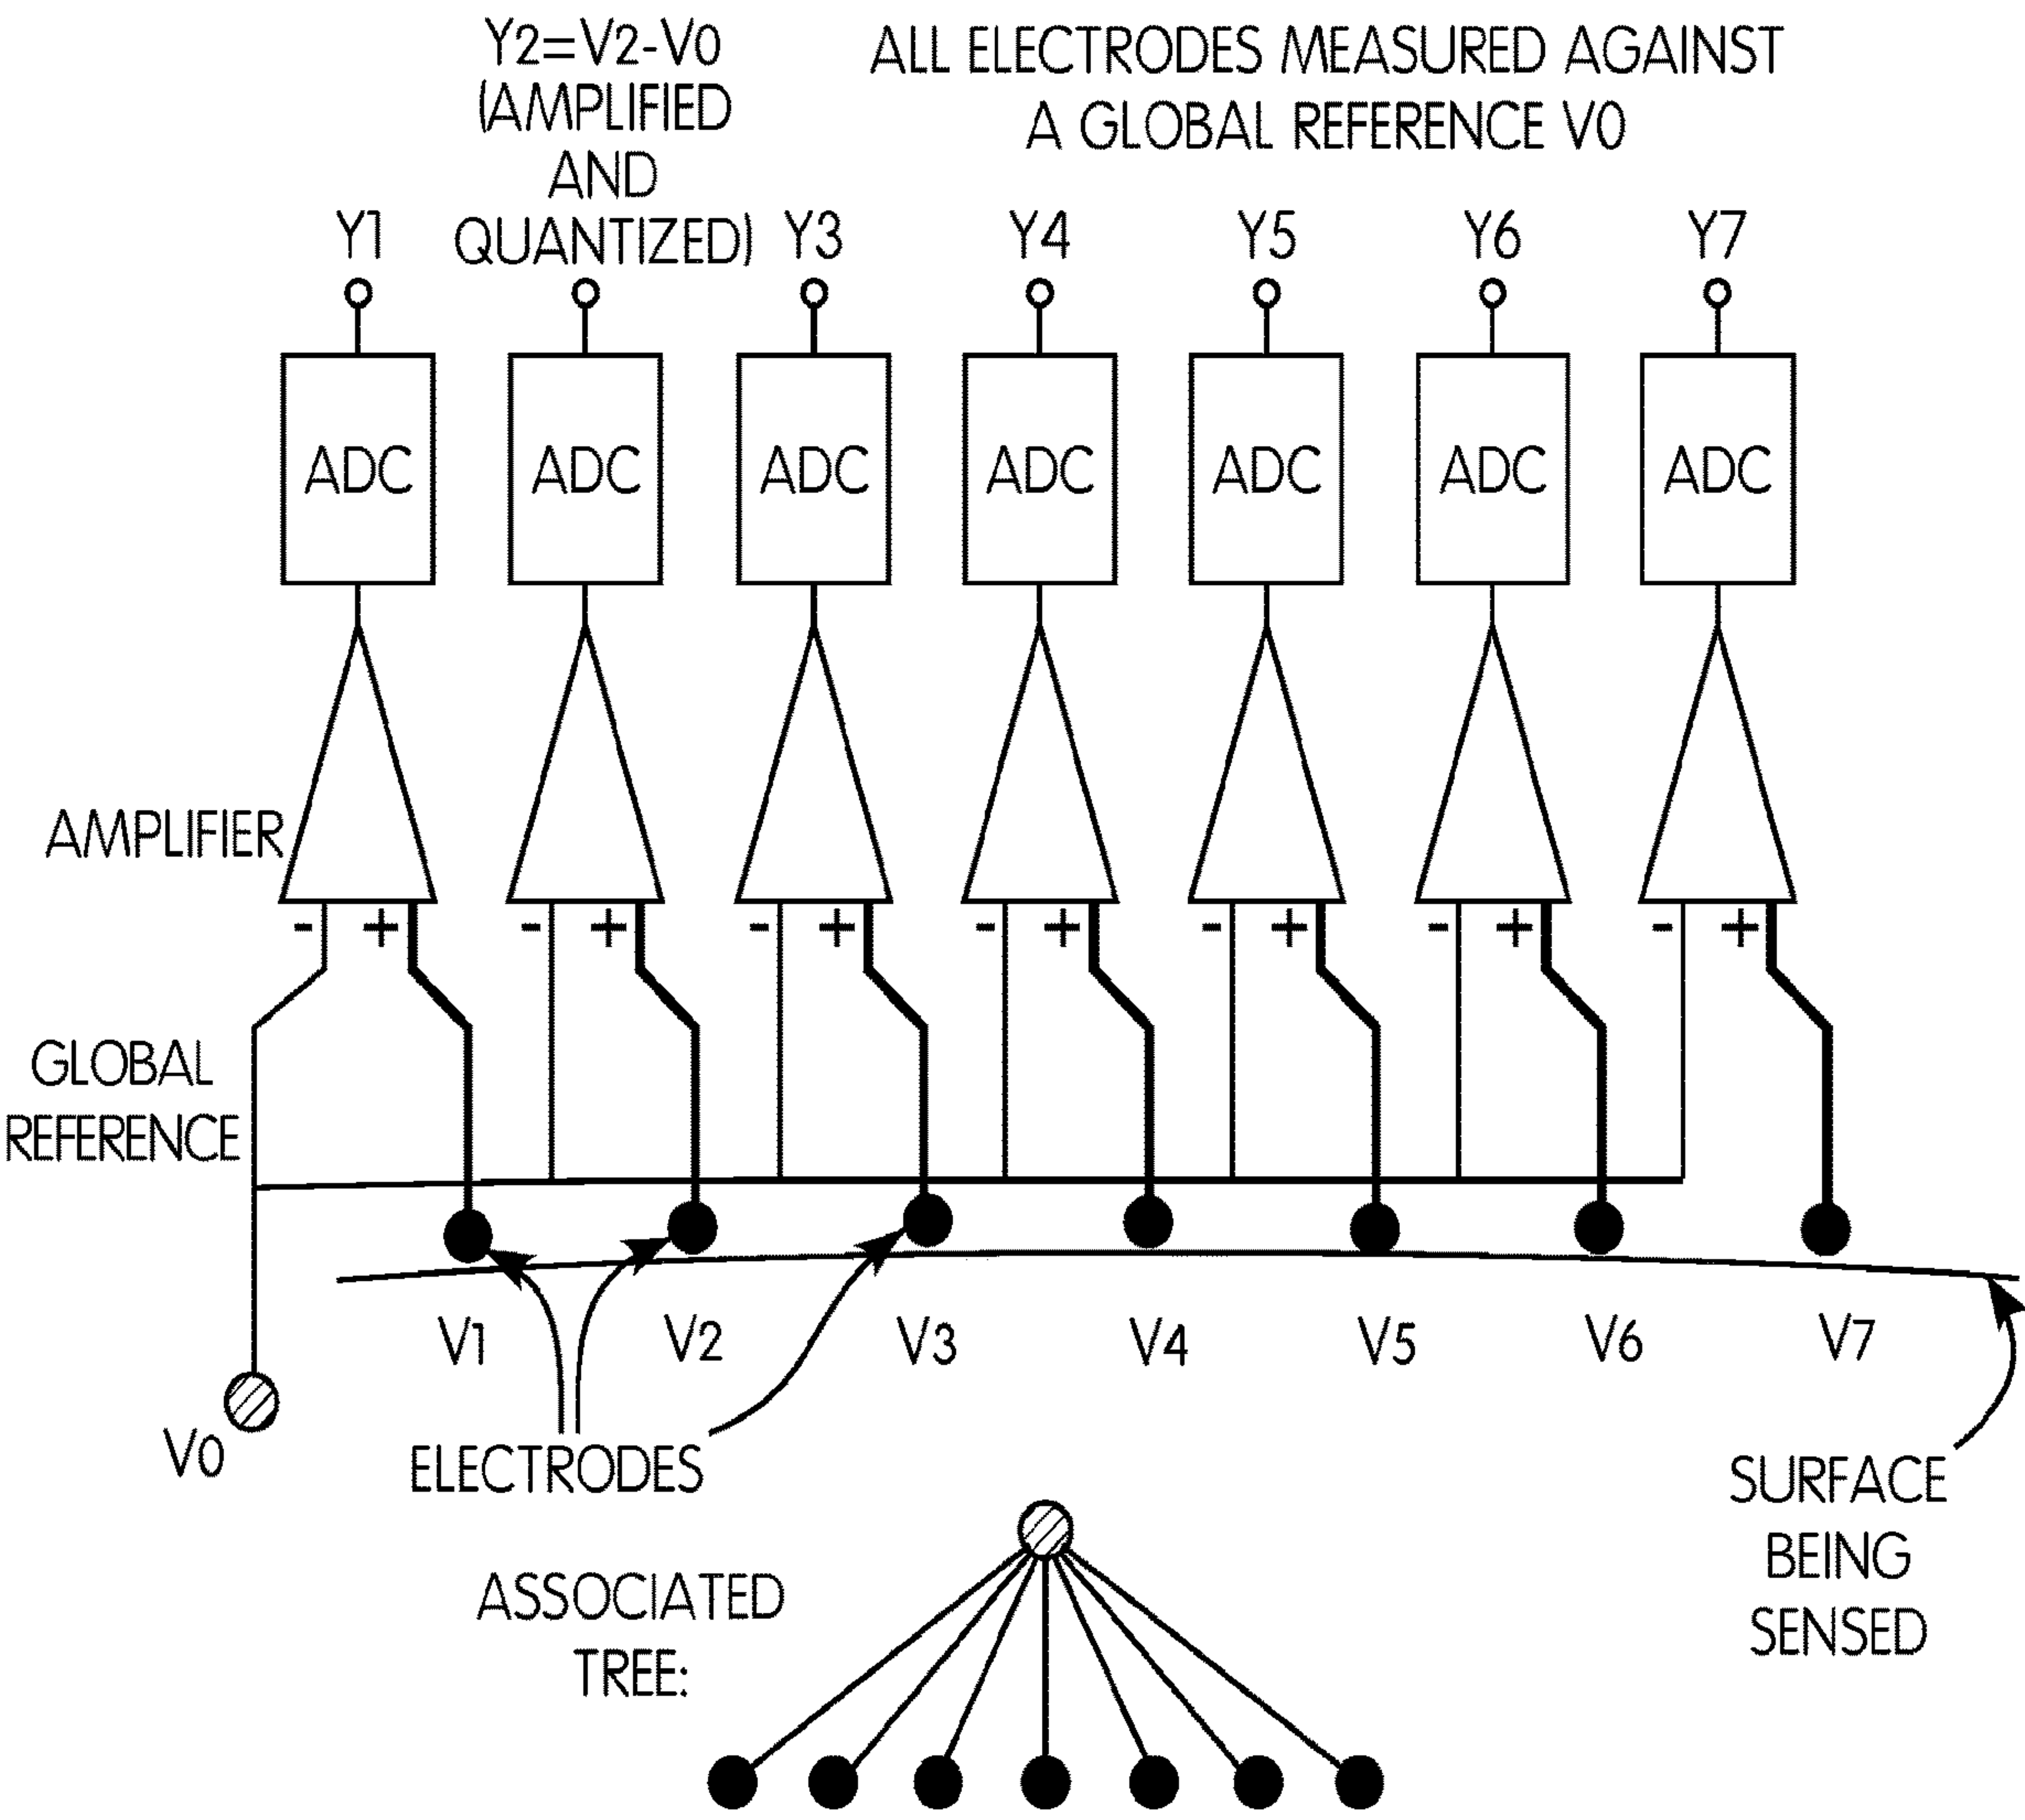 Y2=V2-V0
(AMPLIFIED
AND
QUANTIZED)
ALL ELECTRODES MEASURED AGAINST
A GLOBAL REFERENCE V0
Y1
Y3
Y4
Y5
Y6
Y7
ADC
ADC
ADC
ADC
ADC
ADC
ADC
AMPLIFIER
- +
- +
- +
- +
- +
- +
- +
GLOBAL
REFERENCE
V1
V2
V3
V4
V5
V6
V7
V0
ELECTRODES
SURFACE
BEING
SENSED
ASSOCIATED
TREE: